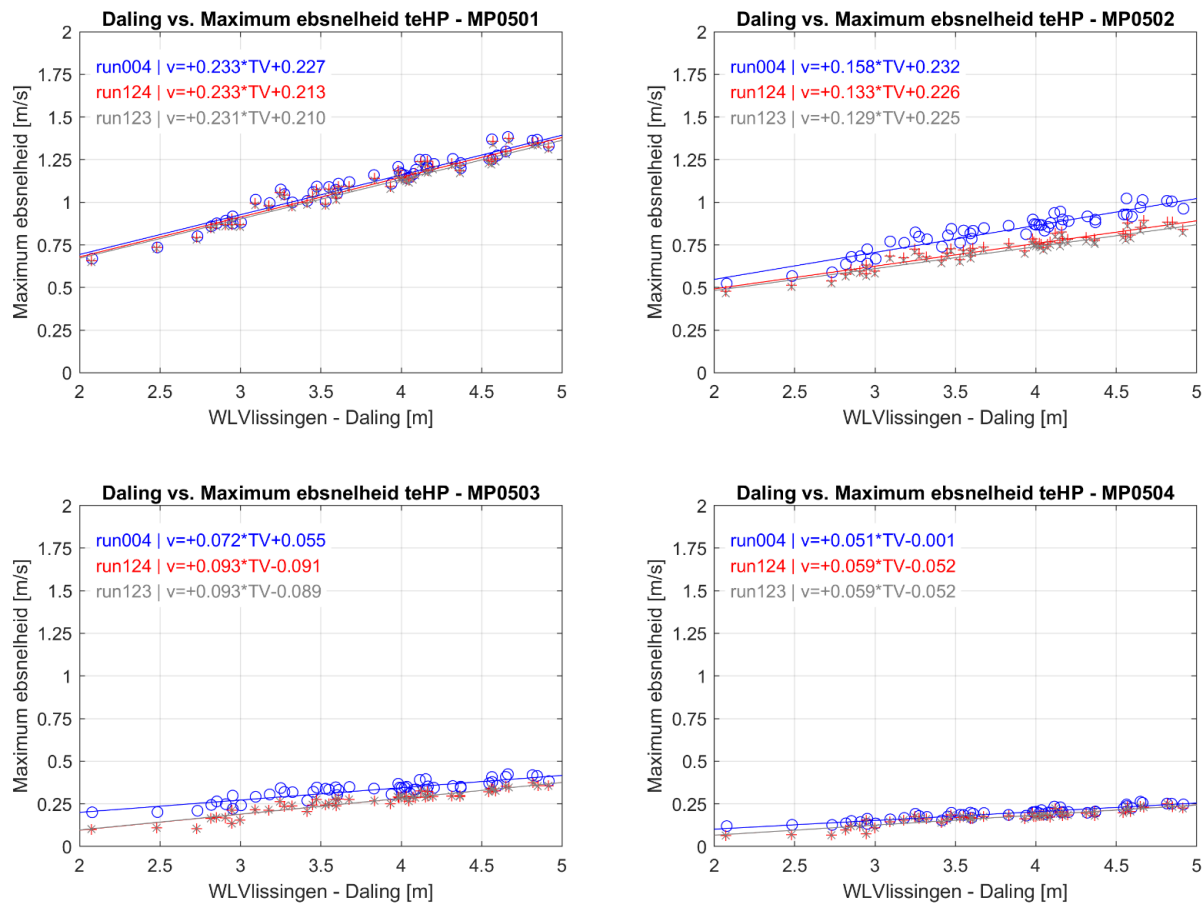 Daling vs. Maximum ebsnelheid teHP - MP0501
run004 | v=+0.233*TV+0.227
run124 | v=+0.233*TV+0.213
run123 | v=+0.231*TV+0.210
Maximum ebsnelheid [m/s]
2
1.75
1.5
1.25
1
0.75
0.5
0.25
0
2 2.5 3 3.5 4 4.5 5
WLVlissingen - Daling [m]
Daling vs. Maximum ebsnelheid teHP - MP0502
run004 | v=+0.158*TV+0.232
run124 | v=+0.133*TV+0.226
run123 | v=+0.129*TV+0.225
Maximum ebsnelheid [m/s]
2
1.75
1.5
1.25
1
0.75
0.5
0.25
0
2 2.5 3 3.5 4 4.5 5
WLVlissingen - Daling [m]
Daling vs. Maximum ebsnelheid teHP - MP0503
run004 | v=+0.072*TV+0.055
run124 | v=+0.093*TV-0.091
run123 | v=+0.093*TV-0.089
Maximum ebsnelheid [m/s]
2
1.75
1.5
1.25
1
0.75
0.5
0.25
0
2 2.5 3 3.5 4 4.5 5
WLVlissingen - Daling [m]
Daling vs. Maximum ebsnelheid teHP - MP0504
run004 | v=+0.051*TV-0.001
run124 | v=+0.059*TV-0.052
run123 | v=+0.059*TV-0.052
Maximum ebsnelheid [m/s]
2
1.75
1.5
1.25
1
0.75
0.5
0.25
0
2 2.5 3 3.5 4 4.5 5
WLVlissingen - Daling [m]